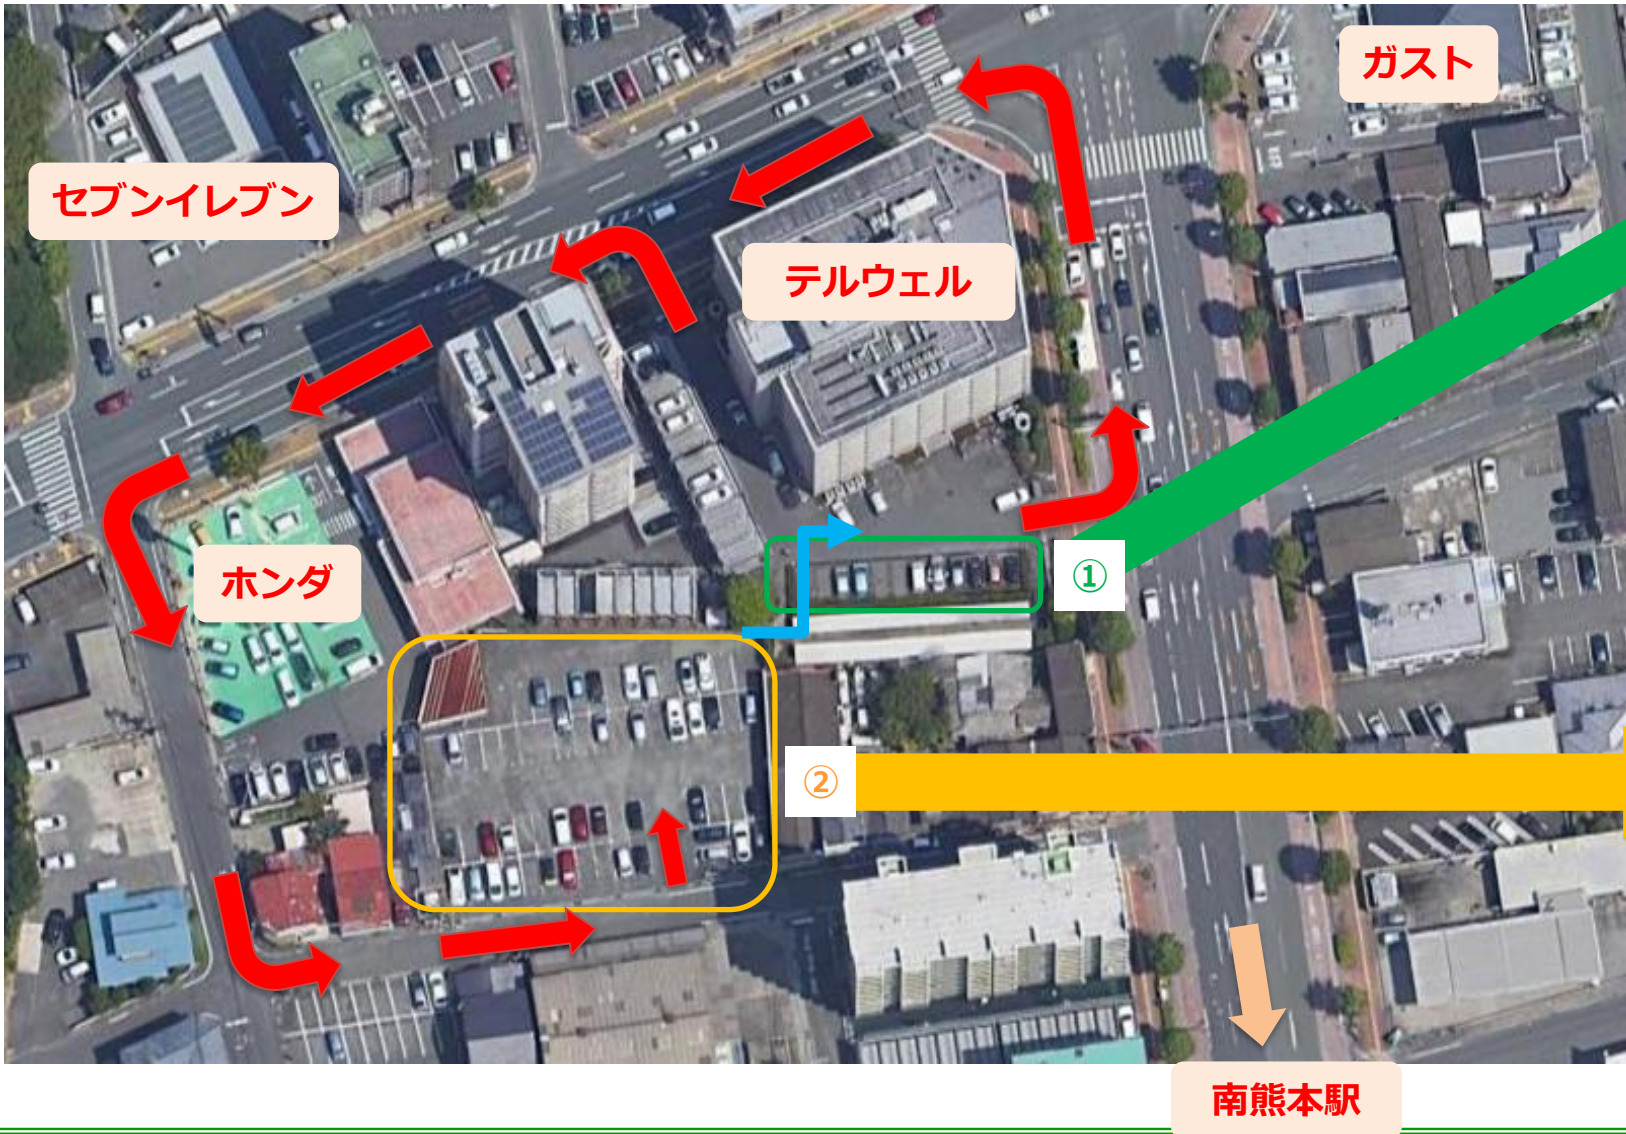 ガスト
セブンイレブン
テルウェル
ホンダ
①
②
南熊本駅